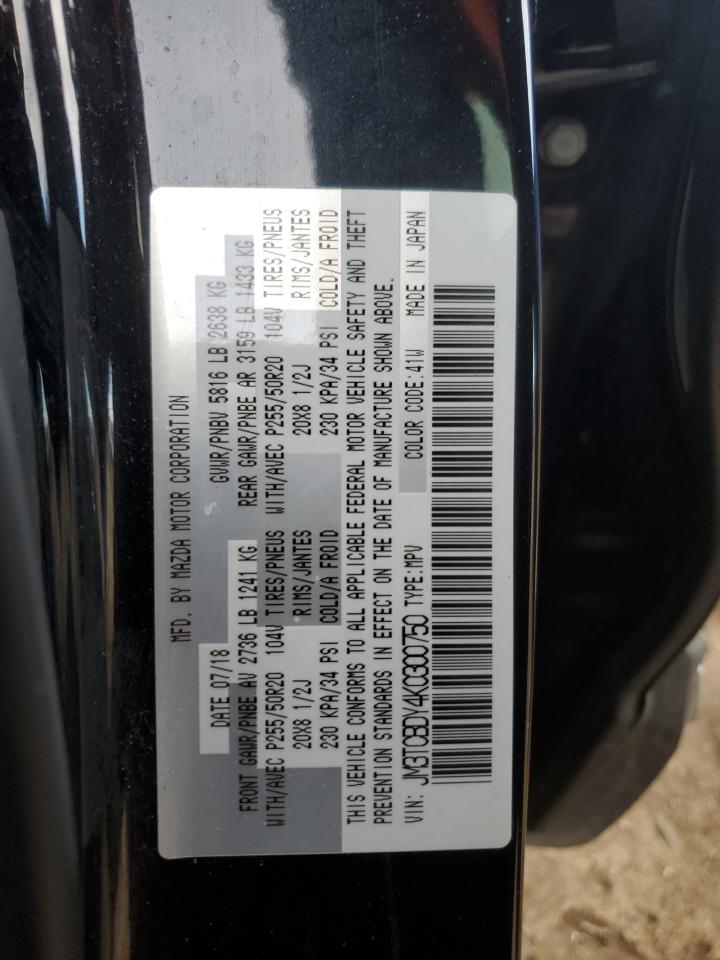 MFD. BY MAZDA MOTOR CORPORATION
DATE 07/18 GVWR/PNBV 5816 LB 2638 KG
FRONT GAWR/PNBE AV 2736 LB 1241 KG REAR GAWR/PNBE AR 3159 LB 1433 KG
WITH/AVEC P255/50R20 104V TIRES/PNEUS WITH/AVEC P255/50R20 104V TIRES/PNEUS
20X8 1/2J RIMS/JANTES 20X8 1/2J RIMS/JANTES
230 KPA/34 PSI COLD/A FROID 230 KPA/34 PSI COLD/A FROID
THIS VEHICLE CONFORMS TO ALL APPLICABLE FEDERAL MOTOR VEHICLE SAFETY AND THEFT
PREVENTION STANDARDS IN EFFECT ON THE DATE OF MANUFACTURE SHOWN ABOVE.
VIN: JM3TCBDY4K0300750 TYPE:MPV COLOR CODE:41W MADE IN JAPAN